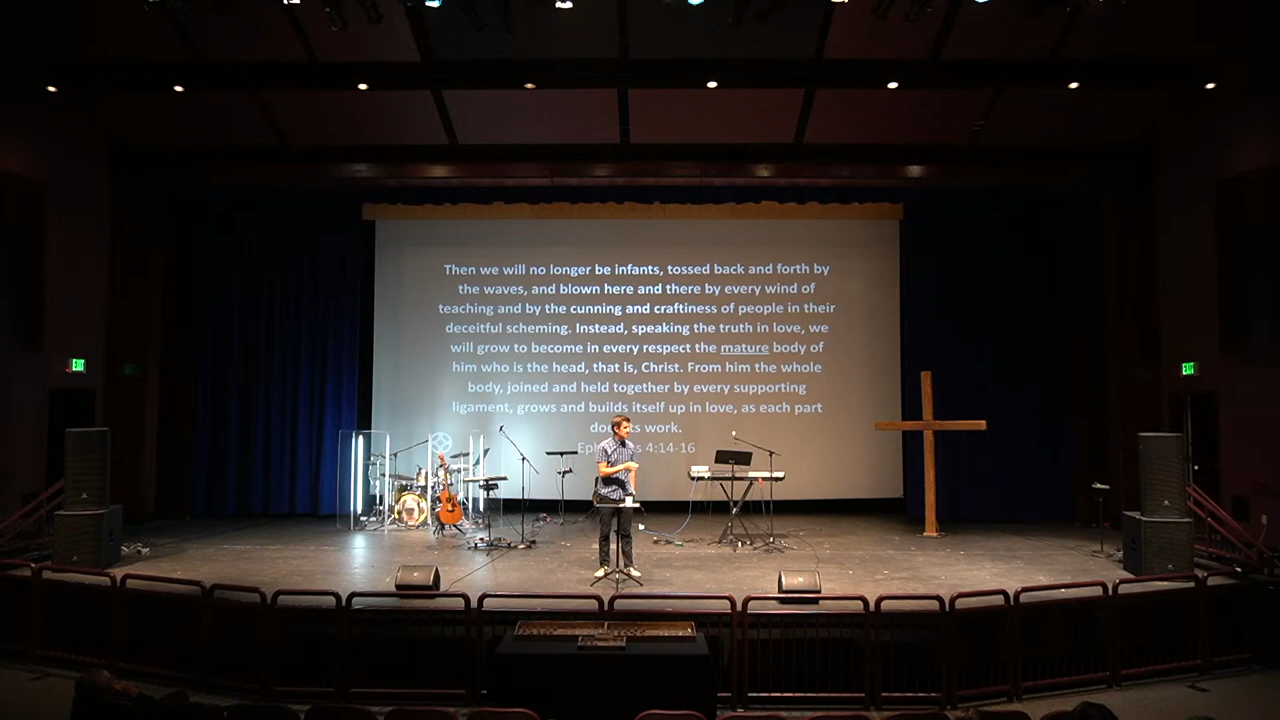 Then we will no longer be infants, tossed back and forth by
the waves, and blown here and there by every wind of
teaching and by the cunning and craftiness of people in their
deceitful scheming. Instead, speaking the truth in love, we
will grow to become in every respect the mature body of
him who is the head, that is, Christ. From him the whole
body, joined and held together by every supporting
ligament, grows and builds itself up in love, as each part
work.
4:14-16
EXIT
EXIT